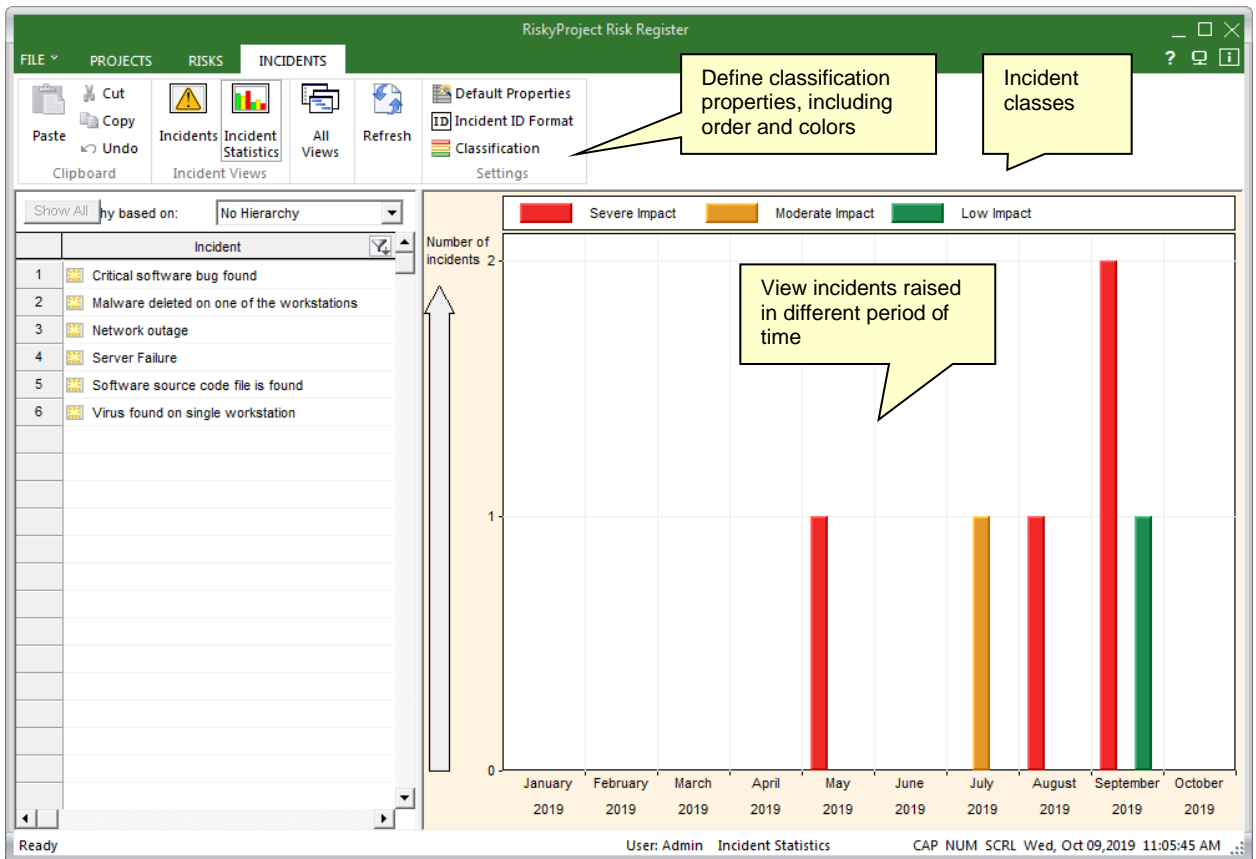 RiskyProject Risk Register
FILE PROJECTS RISKS INCIDENTS
?
Define classification
properties, including
order and colors
Incident
classes
Paste
Cut
Copy
Undo
Clipboard
Incidents
Incident
Statistics
Incident Views
All
Views
Refresh
Default Properties
ID Incident ID Format
Classification
Settings
Show All hy based on: No Hierarchy
Incident
1 Critical software bug found
2 Malware deleted on one of the workstations
3 Network outage
4 Server Failure
5 Software source code file is found
6 Virus found on single workstation
Severe Impact Moderate Impact Low Impact
Number of
incidents 2
View incidents raised
in different period of
time
1
0
January February March April May June July August September October
2019 2019 2019 2019 2019 2019 2019 2019 2019 2019
Ready User: Admin Incident Statistics CAP NUM SCRL Wed, Oct 09,2019 11:05:45 AM